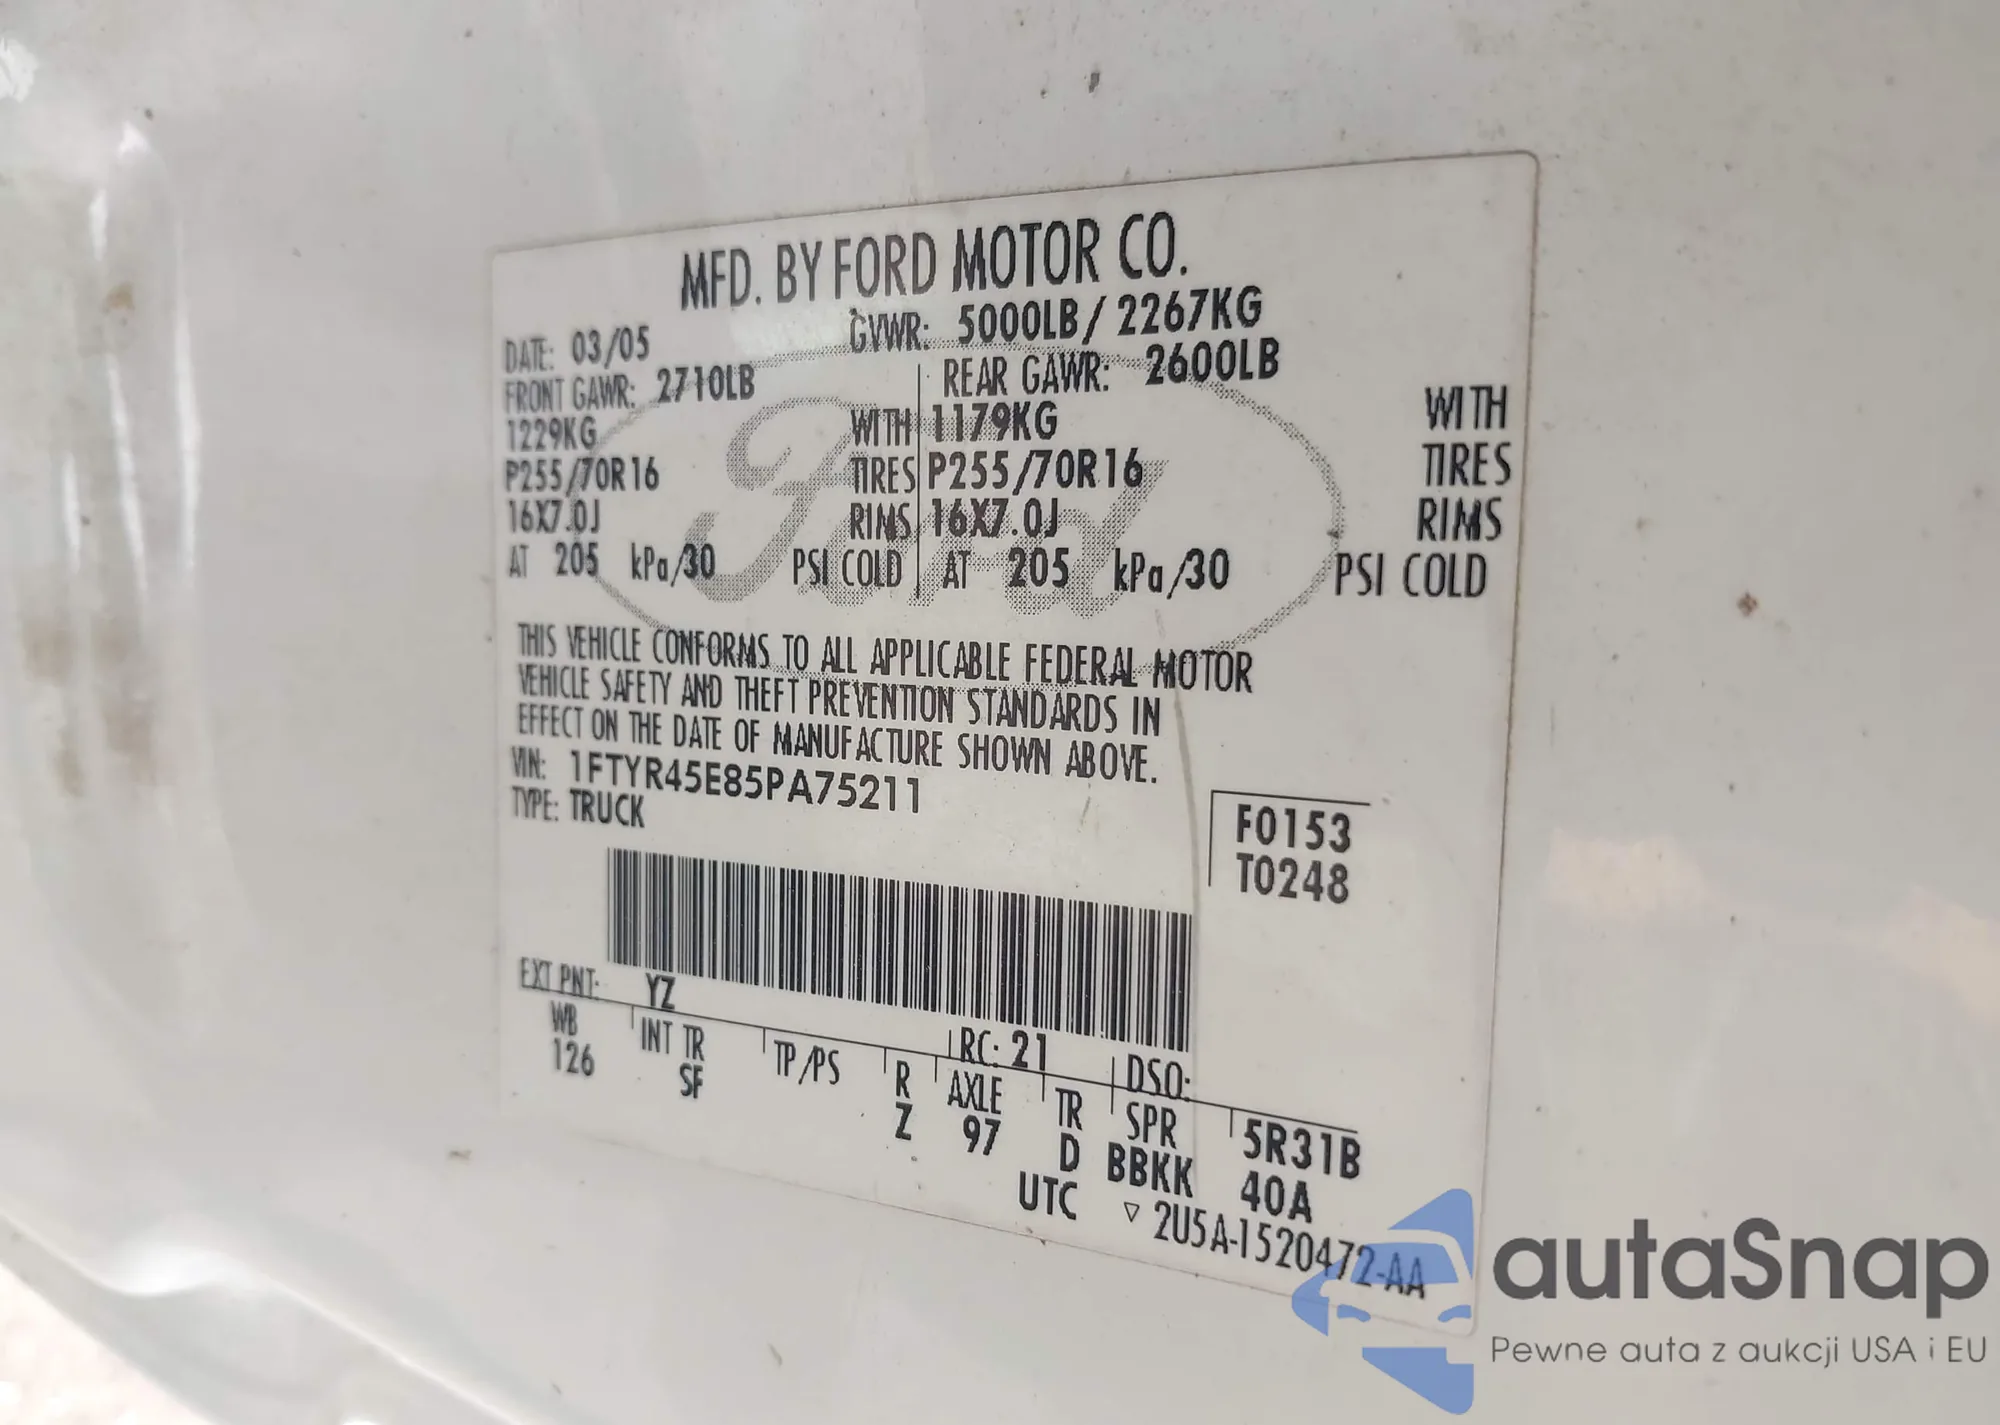 MFD. BY FORD MOTOR CO.
DATE: 03/05 GVWR: 5000LB/ 2267KG
FRONT GAWR: 2710LB REAR GAWR: 2600LB
1229KG WITH 1179KG WITH
P255/70R16 TIRES P255/70R16 TIRES
16X7.0J RIMS 16X7.0J RIMS
AT 205 kPa/30 PSI COLD AT 205 kPa/30 PSI COLD
Ford
THIS VEHICLE CONFORMS TO ALL APPLICABLE FEDERAL MOTOR
VEHICLE SAFETY AND THEFT PREVENTION STANDARDS IN
EFFECT ON THE DATE OF MANUFACTURE SHOWN ABOVE.
VIN: 1FTYR45E85PA75211
TYPE: TRUCK
F0153
T0248
EXT PNT: YZ RC: 21 DSO:
WB INT TR TP/PS R AXLE TR SPR 5R31B
126 SF Z 97 D BBKK 40A
UTC ▽ 2U5A-1520472-AA
autaSnap
Pewne auta z aukcji USA i EU